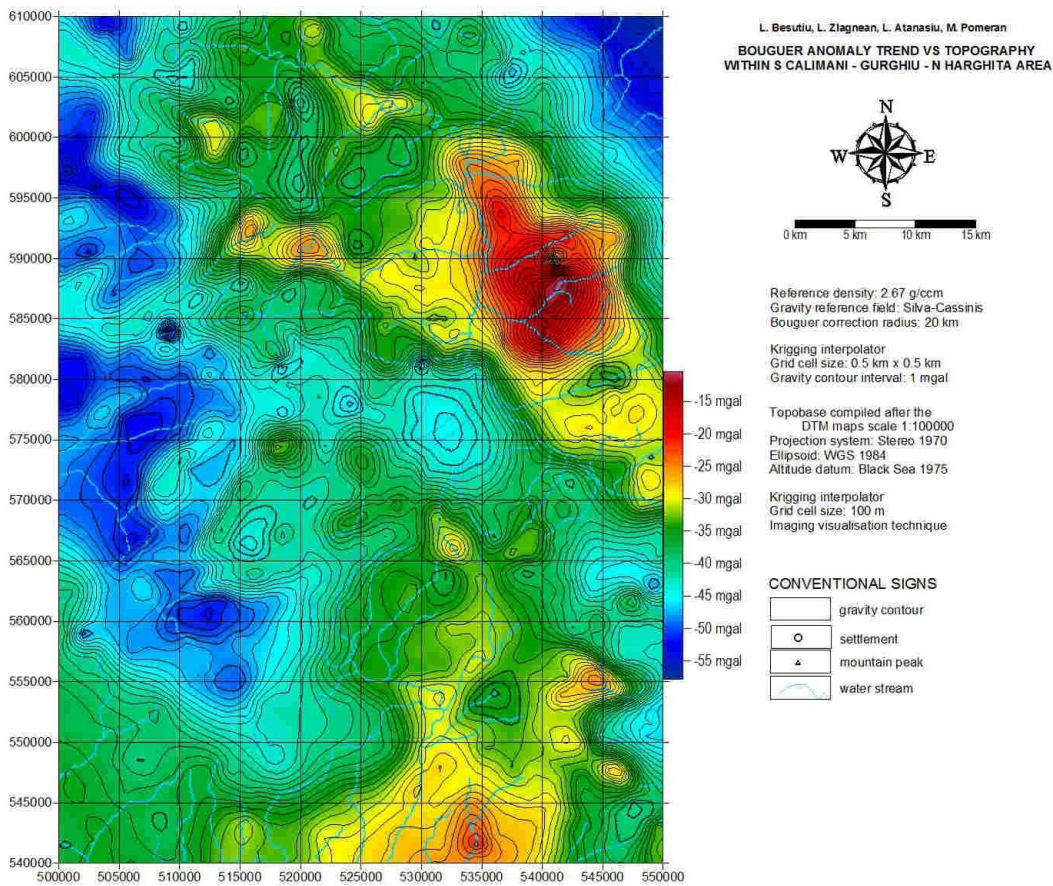 L. Besutiu, L. Zlagnean, L. Atanasiu, M. Pomeran
BOUGUER ANOMALY TREND VS TOPOGRAPHY
WITHIN S CALIMANI - GURGHIU - N HARGHITA AREA
N
W E
S
0 km 5 km 10 km 15 km
Reference density: 2.67 g/ccm
Gravity reference field: Silva-Cassinis
Bouguer correction radius: 20 km
Krigging interpolator
Grid cell size: 0.5 km x 0.5 km
Gravity contour interval: 1 mgal
Topobase compiled after the
DTM maps scale 1:100000
Projection system: Stereo 1970
Ellipsoid: WGS 1984
Altitude datum: Black Sea 1975
Krigging interpolator
Grid cell size: 100 m
Imaging visualisation technique
CONVENTIONAL SIGNS
gravity contour
settlement
mountain peak
water stream
-15 mgal
-20 mgal
-25 mgal
-30 mgal
-35 mgal
-40 mgal
-45 mgal
-50 mgal
-55 mgal
610000
605000
600000
595000
590000
585000
580000
575000
570000
565000
560000
555000
550000
545000
540000
500000 505000 510000 515000 520000 525000 530000 535000 540000 545000 550000